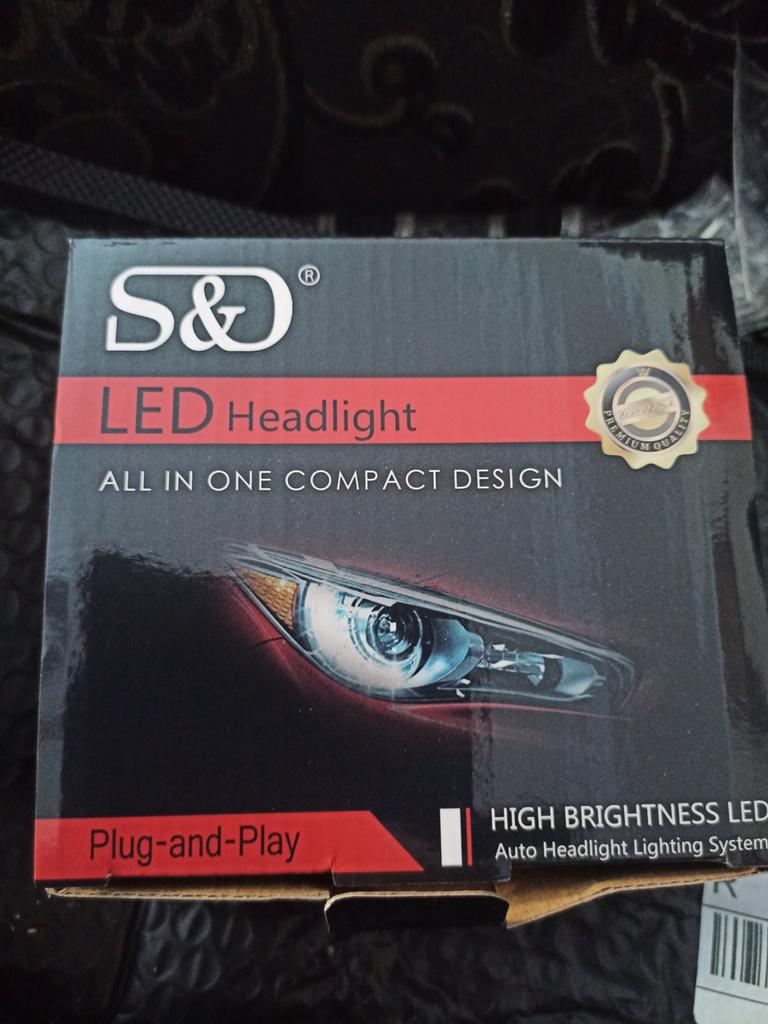 S&D®
LED Headlight
PREMIUM QUALITY
ALL IN ONE COMPACT DESIGN
Plug-and-Play
HIGH BRIGHTNESS LED
Auto Headlight Lighting System
R